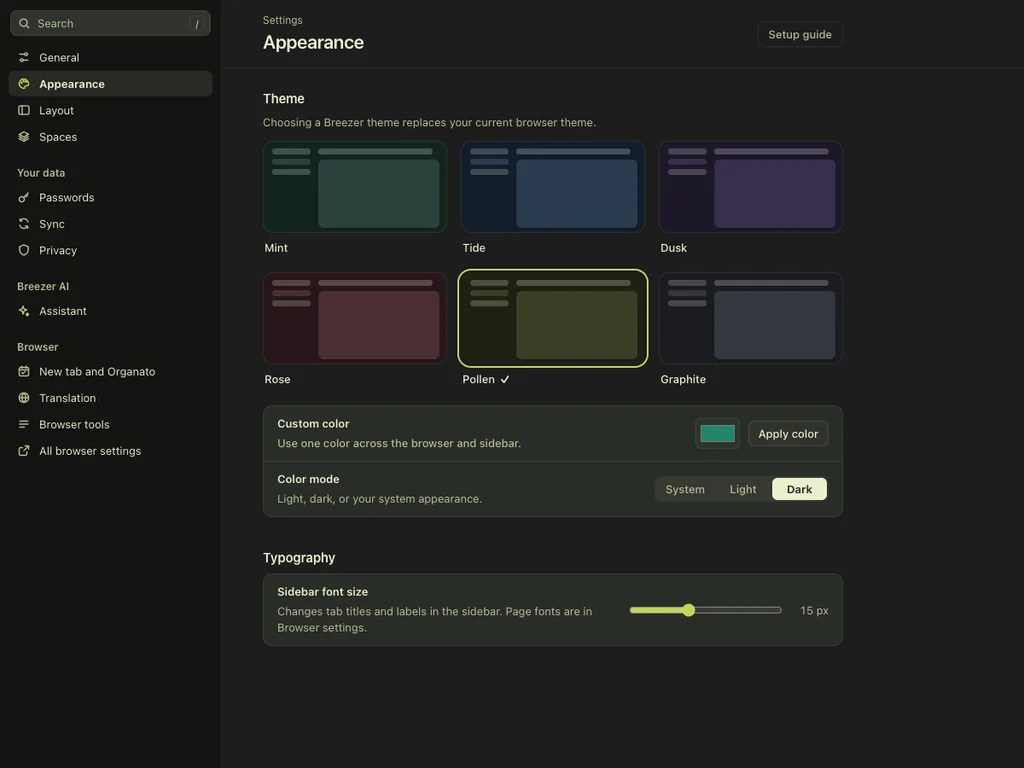 Search /
General
Appearance
Layout
Spaces
Your data
Passwords
Sync
Privacy
Breezer AI
Assistant
Browser
New tab and Organato
Translation
Browser tools
All browser settings
Settings
Appearance
Setup guide
Theme
Choosing a Breezer theme replaces your current browser theme.
Mint
Tide
Dusk
Rose
Pollen
Graphite
Custom color
Use one color across the browser and sidebar.
Apply color
Color mode
Light, dark, or your system appearance.
System
Light
Dark
Typography
Sidebar font size
Changes tab titles and labels in the sidebar. Page fonts are in
Browser settings.
15 px